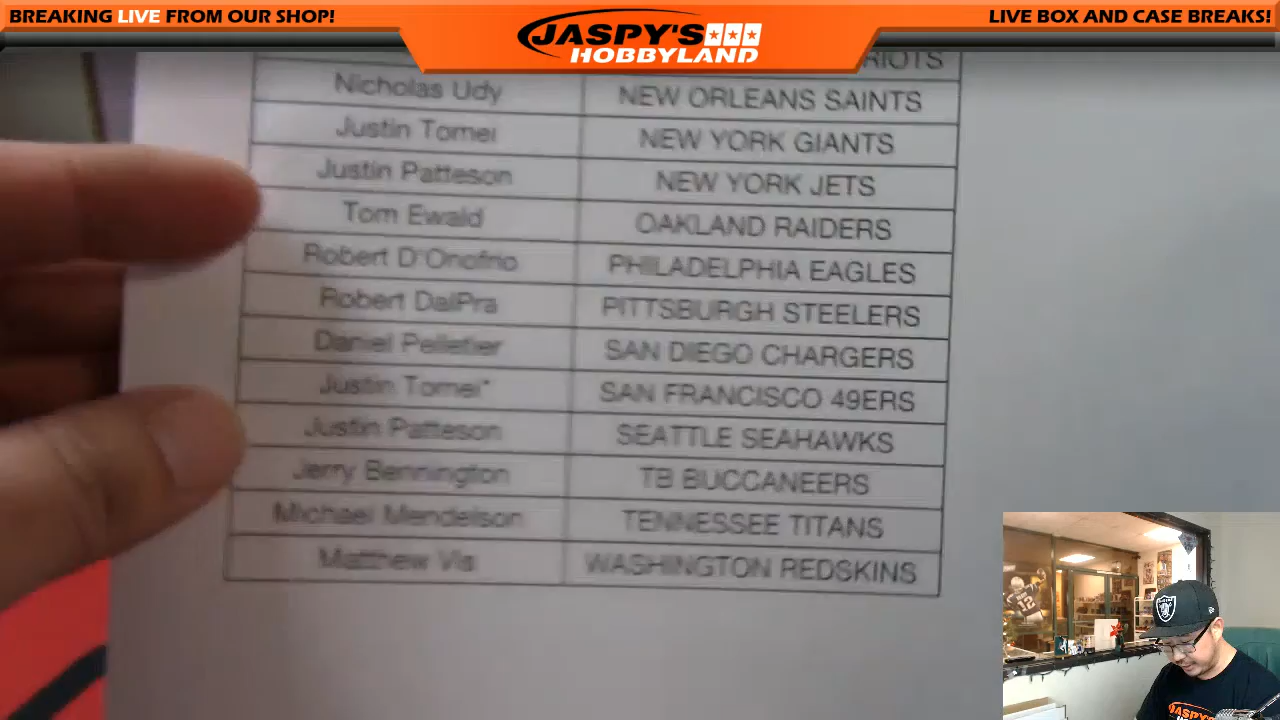 BREAKING LIVE FROM OUR SHOP!
JASPY'S
HOBBYLAND
LIVE BOX AND CASE BREAKS!
RIOTS
Nicholas Udy NEW ORLEANS SAINTS
Justin Tomei NEW YORK GIANTS
Justin Patteson NEW YORK JETS
Tom Ewald OAKLAND RAIDERS
Robert D'Onofrio PHILADELPHIA EAGLES
Robert DalPra PITTSBURGH STEELERS
Daniel Pelletier SAN DIEGO CHARGERS
Justin Tomei* SAN FRANCISCO 49ERS
Justin Patteson SEATTLE SEAHAWKS
Jerry Bennington TB BUCCANEERS
Michael Mendelson TENNESSEE TITANS
Matthew Vis WASHINGTON REDSKINS
12
JASPY'S